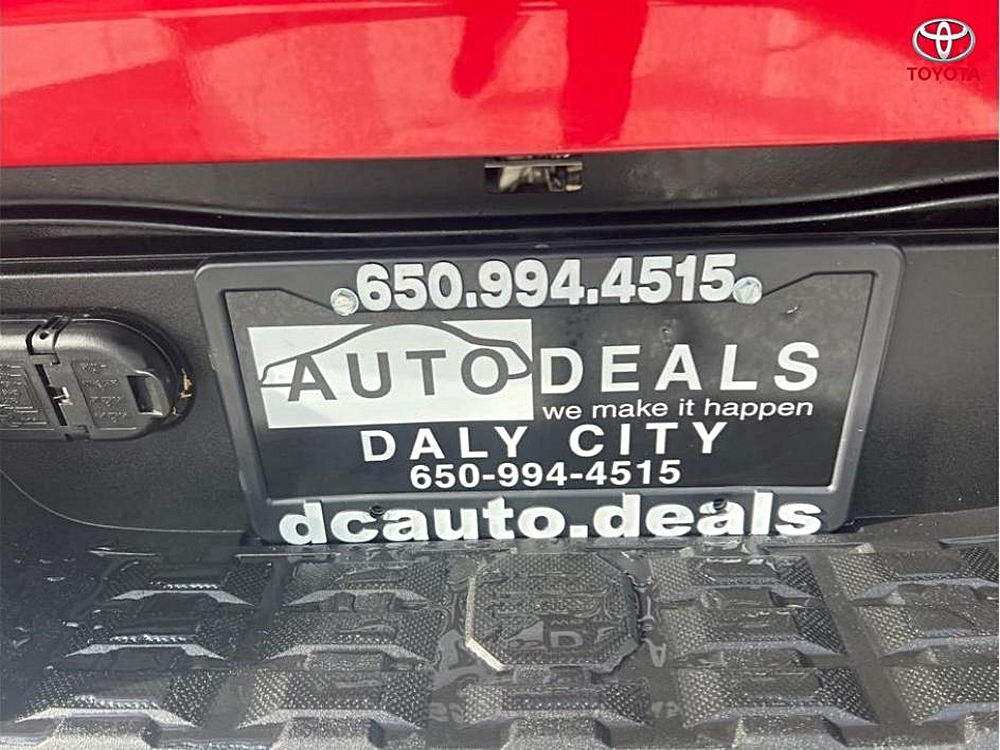 TOYOTA
650.994.4515
AUTO DEALS
we make it happen
DALY CITY
650-994-4515
dcauto.deals